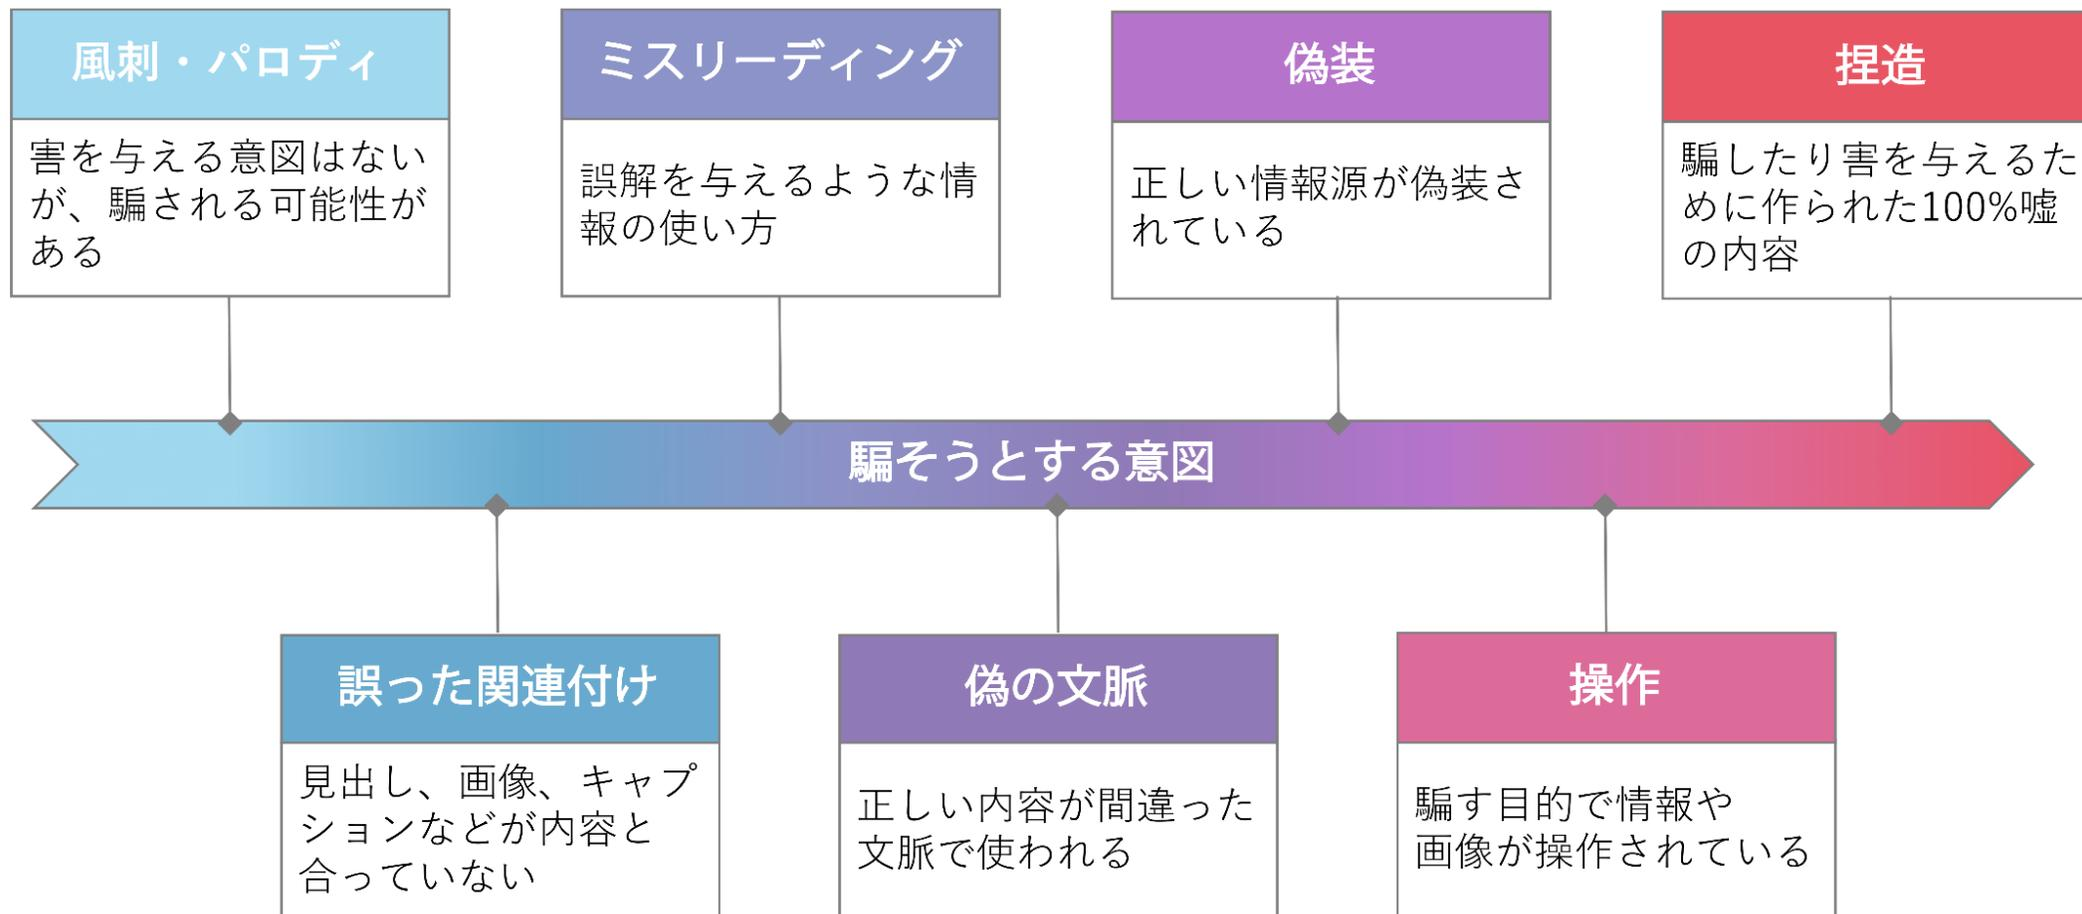 風刺・パロディ
害を与える意図はない
が、騙される可能性が
ある
ミスリーディング
誤解を与えるような情
報の使い方
偽装
正しい情報源が偽装さ
れている
捏造
騙したり害を与えるた
めに作られた100%嘘
の内容
騙そうとする意図
誤った関連付け
見出し、画像、キャプ
ションなどが内容と
合っていない
偽の文脈
正しい内容が間違った
文脈で使われる
操作
騙す目的で情報や
画像が操作されている